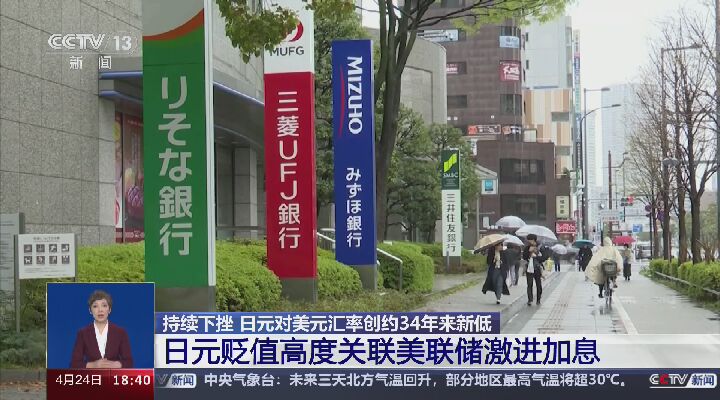 CCTV 13
新闻
りそな銀行
MUFG
三菱UFJ銀行
MIZUHO
みずほ銀行
SMBC
三井住友銀行
持续下挫 日元对美元汇率创约34年来新低
日元贬值高度关联美联储激进加息
4月24日 18:40 CCTV新闻 中央气象台：未来三天北方气温回升，部分地区最高气温将超30℃。 CCTV新闻